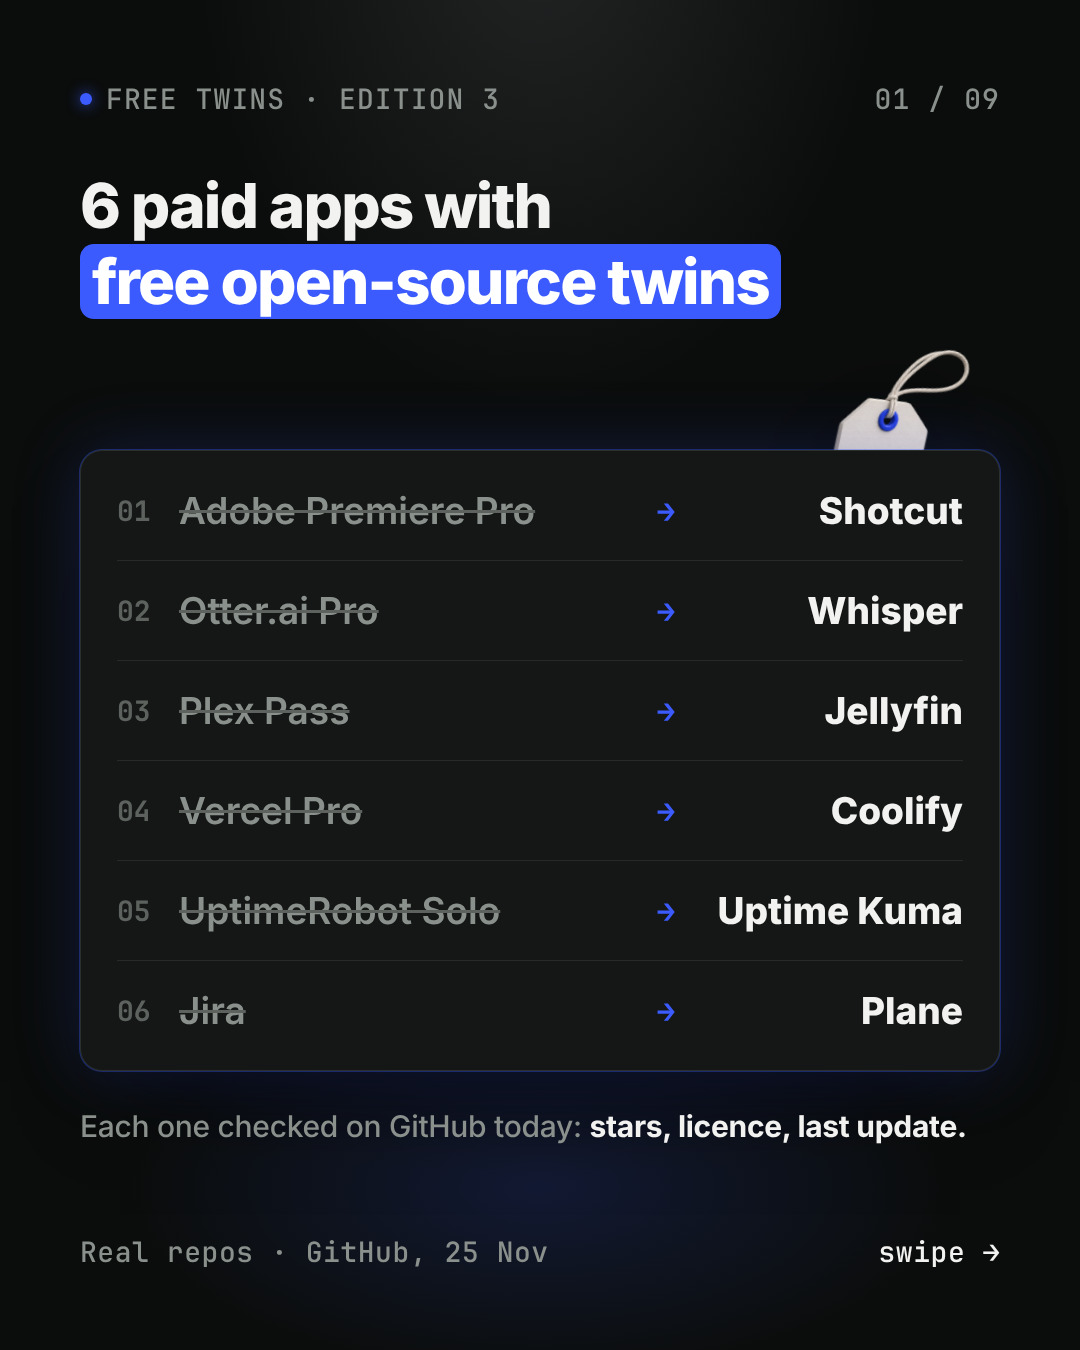 FREE TWINS · EDITION 3
01 / 09
6 paid apps with
free open-source twins
01 Adobe Premiere Pro → Shotcut
02 Otter.ai Pro → Whisper
03 Plex Pass → Jellyfin
04 Vercel Pro → Coolify
05 UptimeRobot Solo → Uptime Kuma
06 Jira → Plane
Each one checked on GitHub today: stars, licence, last update.
Real repos · GitHub, 25 Nov
swipe →